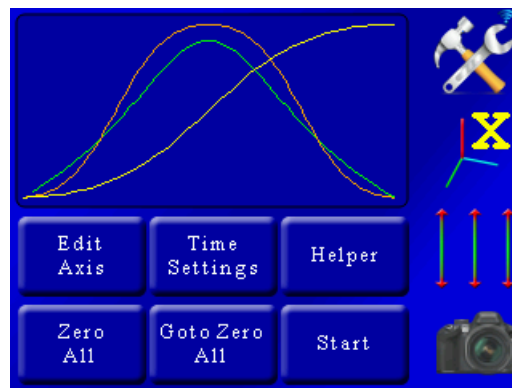 X
Edit
Axis
Time
Settings
Helper
Zero
All
Goto Zero
All
Start